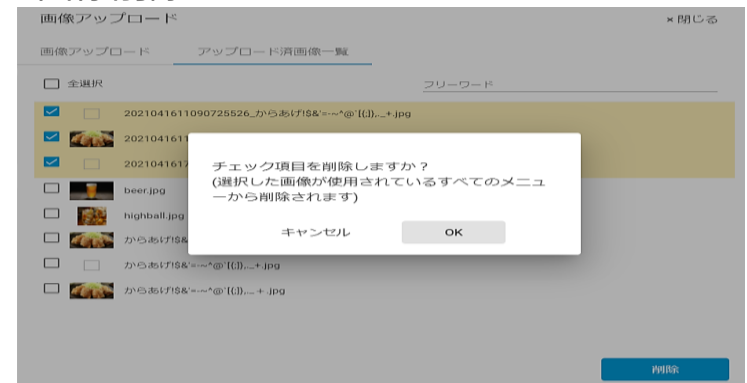 画像アップロード
×閉じる
画像アップロード
アップロード済画像一覧
全選択
フリーワード
2021041611090725526_からあげ!$&'=-~^@`[{;]},._+.jpg
2021041611
2021041617
チェック項目を削除しますか?
(選択した画像が使用されているすべてのメニュ
ーから削除されます)
キャンセル
OK
beer.jpg
highball.jpg
からあげ!$&
からあげ!$&'=-~^@`[{;]},._+.jpg
からあげ!$&'=-~^@`[{;]},._ + .jpg
削除